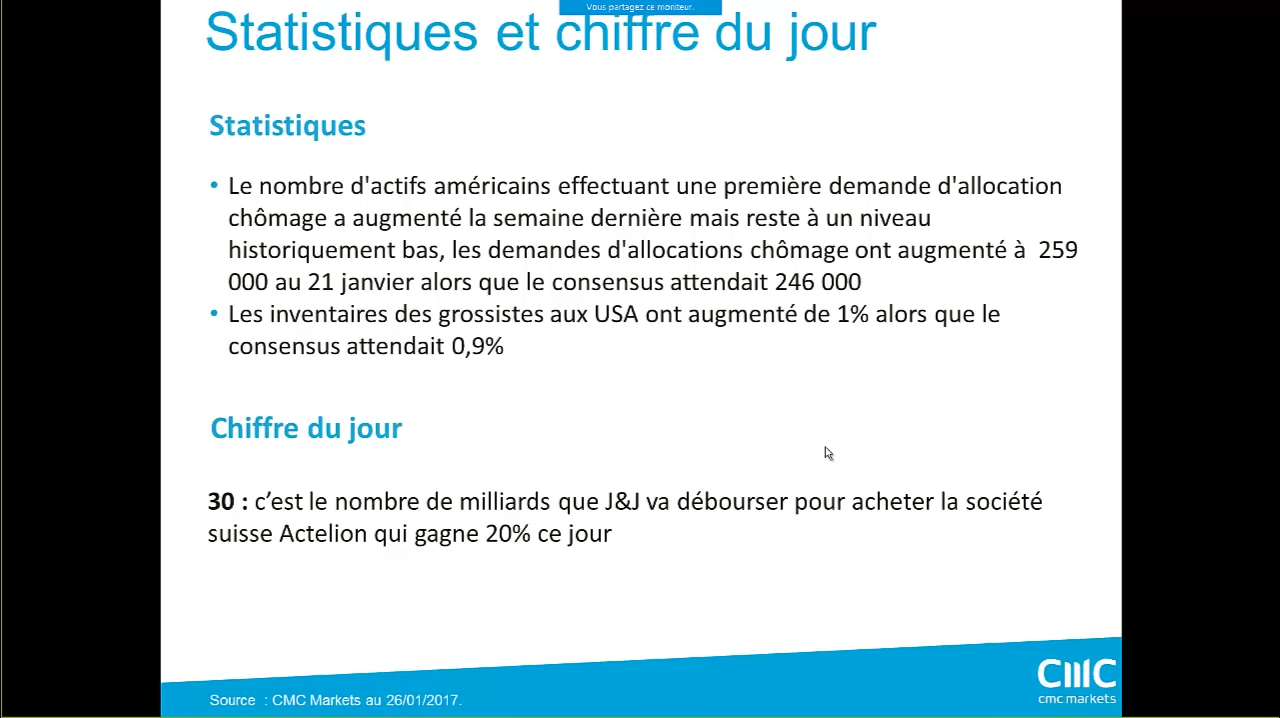 Vous partagez ce moniteur.
Statistiques et chiffre du jour
Statistiques
• Le nombre d'actifs américains effectuant une première demande d'allocation
chômage a augmenté la semaine dernière mais reste à un niveau
historiquement bas, les demandes d'allocations chômage ont augmenté à 259
000 au 21 janvier alors que le consensus attendait 246 000
• Les inventaires des grossistes aux USA ont augmenté de 1% alors que le
consensus attendait 0,9%
Chiffre du jour
30 : c’est le nombre de milliards que J&J va débourser pour acheter la société
suisse Actelion qui gagne 20% ce jour
Source : CMC Markets au 26/01/2017.
CMC
cmc markets